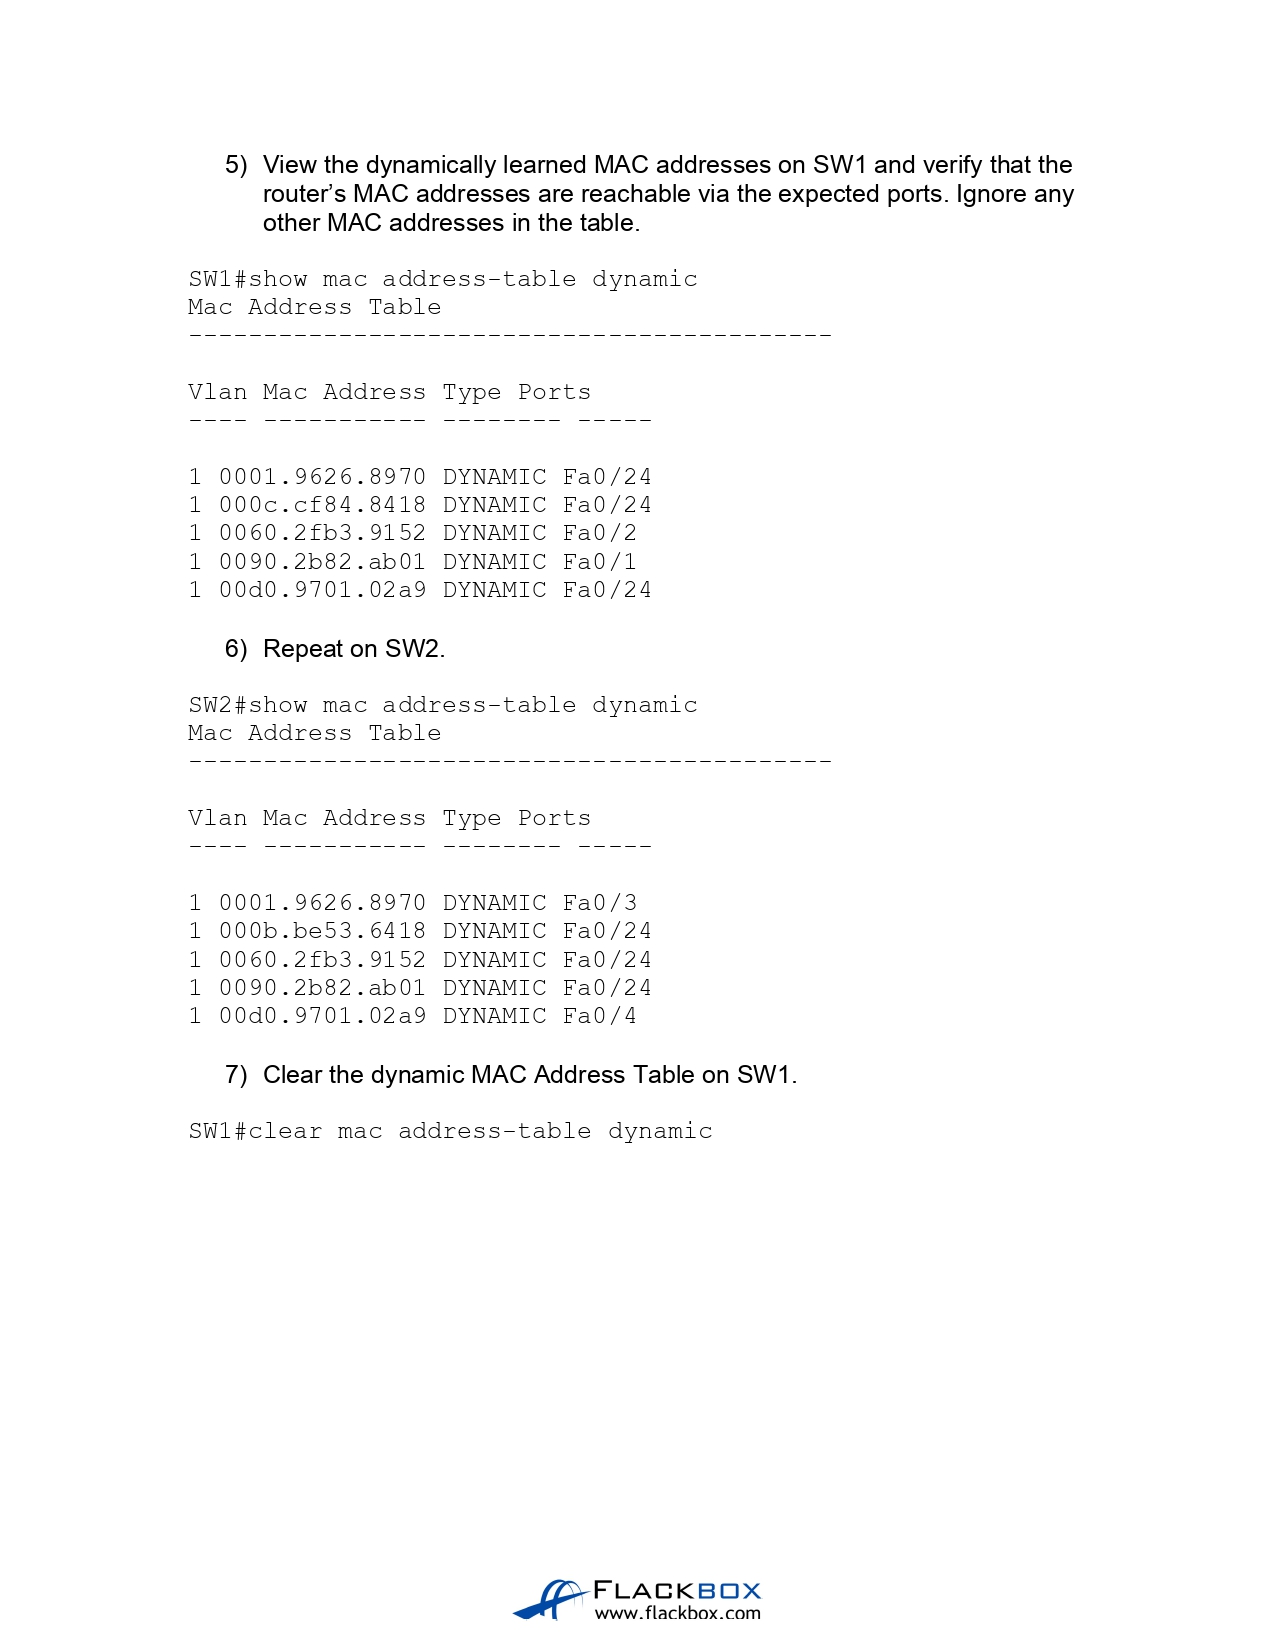 5) View the dynamically learned MAC addresses on SW1 and verify that the
router’s MAC addresses are reachable via the expected ports. Ignore any
other MAC addresses in the table.
SW1#show mac address-table dynamic
Mac Address Table
-------------------------------------------
Vlan Mac Address Type Ports
---- ----------- -------- -----
1 0001.9626.8970 DYNAMIC Fa0/24
1 000c.cf84.8418 DYNAMIC Fa0/24
1 0060.2fb3.9152 DYNAMIC Fa0/2
1 0090.2b82.ab01 DYNAMIC Fa0/1
1 00d0.9701.02a9 DYNAMIC Fa0/24
6) Repeat on SW2.
SW2#show mac address-table dynamic
Mac Address Table
-------------------------------------------
Vlan Mac Address Type Ports
---- ----------- -------- -----
1 0001.9626.8970 DYNAMIC Fa0/3
1 000b.be53.6418 DYNAMIC Fa0/24
1 0060.2fb3.9152 DYNAMIC Fa0/24
1 0090.2b82.ab01 DYNAMIC Fa0/24
1 00d0.9701.02a9 DYNAMIC Fa0/4
7) Clear the dynamic MAC Address Table on SW1.
SW1#clear mac address-table dynamic
FLACKBOX
www.flackbox.com